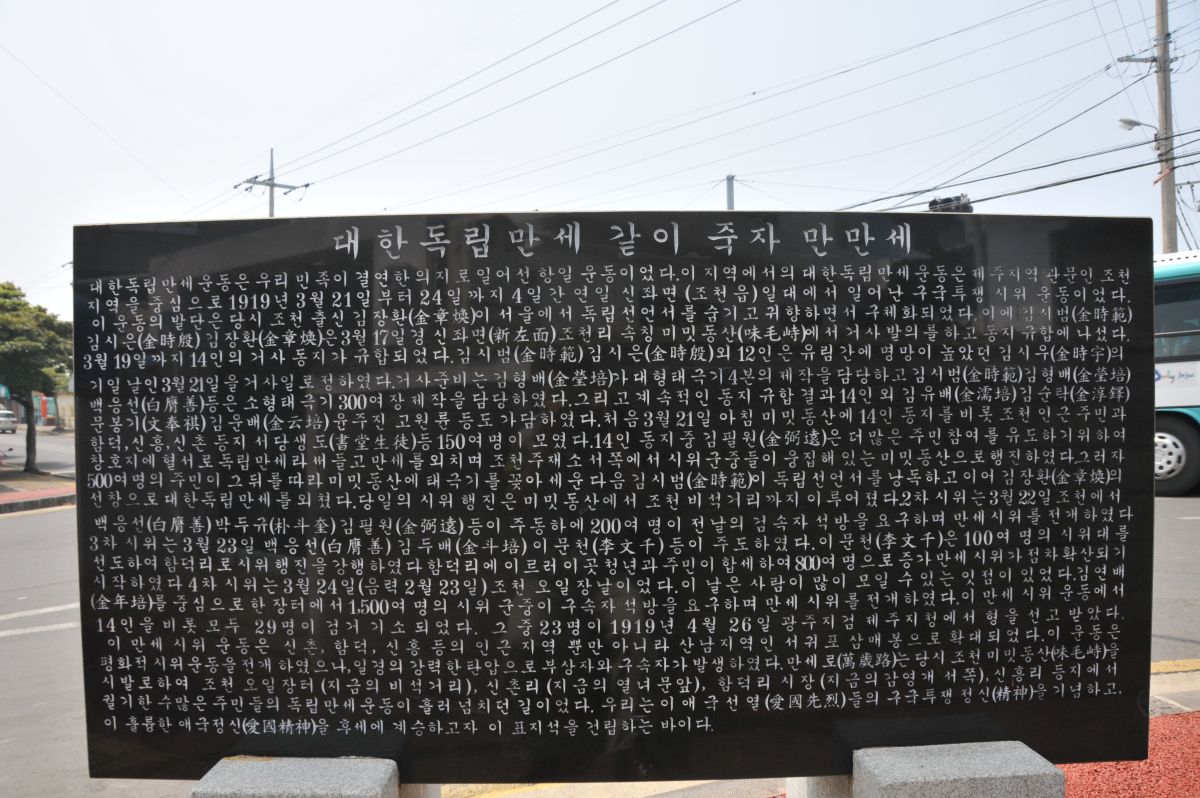 대한독립만세 같이 죽자 만만세
대한독립만세운동은 우리 민족이 결연한 의지로 일어선 항일 운동이었다.이 지역에서의 대한독립만세운동은 제주지역 관문인 조천
지역을 중심으로 1919년 3월 21일부터 24일까지 4일간 연일 신좌면 (조천읍)일대에서 일어난 구국투쟁 시위 운동이었다.
이 운동의 발단은 당시 조천 출신 김장환(金章煥)이 서울에서 독립선언서를 숨기고 귀향하면서 구체화되었다.이에 김시범(金時範)
김시은(金時殷)김장환(金章煥)은 3월 17일경 신좌면(新左面)조천리 속칭 미밋동산(味毛峙)에서 거사발의를 하고 동지 규합에 나섰다.
3월 19일까지 14인의 거사 동지가 규합되었다.김시범(金時範)김시은(金時殷)외 12인은 유림간에 명망이 높았던 김시우(金時宇)의
기일 날인 3월 21일을 거사일로 정하였다.거사준비는 김형배(金瑩培)가 대형태극기 4본의 제작을 담당하고 김시범(金時範)김형배(金瑩培)
백응선(白膺善)등은 소형태극기 300여장 제작을 담당하였다.그리고 계속적인 동지 규합 결과 14인외 김유배(金濡培)김순탁(金淳鐸)
문봉기(文奉祺)김운배(金云培)윤주진 고원륜 등도 가담하였다.처음 3월 21일 아침 미밋동산에 14인 동지를 비롯 조천 인근 주민과
함덕,신흥,신촌 등지 서당생도(書堂生徒)등 150여명이 모였다.14인 동지중 김필원(金弼遠)은 더많은 주민참여를 유도하기위하여
창호지에 혈서로 독립만세라 써들고 만세를 외치며 조천주재소 서쪽에서 시위군중들이 운집해 있는 미밋동산으로 행진하였다.그러자
500여명의 주민이 그 뒤를 따라 미밋동산에 태극기를 꽂아 세운 다음 김시범(金時範)이 독립선언서를 낭독하고 이어 김장환(金章煥)의
선창으로 대한독립만세를 외쳤다.당일의 시위행진은 미밋동산에서 조천 비석거리까지 이루어졌다.2차 시위는 3월 22일 조천에서
백응선(白膺善)박두규(朴斗奎)김필원(金弼遠)등이 주동하에 200여 명이 전날의 검속자 석방을 요구하며 만세시위를 전개하였다
3차 시위는 3월 23일 백응선(白膺善)김두배(金斗培)이문천(李文千)등이 주도하였다.이문천(李文千)은 100여 명의 시위대를
선도하여 함덕리로 시위행진을 강행하였다 함덕리에 이르러 이곳 청년과 주민이 합세하여 800여 명으로 증가 만세시위가 점차 확산되기
시작하였다 4차 시위는 3월 24일(음력 2월 23일) 조천 오일장날이었다.이 날은 사람이 많이 모일 수 있는 잇점이 있었다.김연배
(金年培)를 중심으로 한 장터에서 1,500여 명의 시위 군중이 구속자 석방을 요구하며 만세시위를 전개하였다.이 만세시위 운동에서
14인을 비롯 모두 29명이 검거 기소 되었다. 그 중 23명이 1919년 4월 26일 광주지검 제주지청에서 형을 선고 받았다.
이 만세시위 운동은 신촌, 함덕, 신흥 등의 인근 지역 뿐만 아니라 산남지역인 서귀포 삼매봉으로 확대되었다.이 운동은
평화적 시위운동을 전개 하였으나,일경의 강력한 탄압으로 부상자와 구속자가 발생하였다.만세로(萬歲路)는 당시 조천 미밋동산(味毛峙)을
시발로하여 조천 오일장터(지금의 비석거리), 신촌리(지금의 열녀문앞), 함덕리 시장(지금의 감영개 서쪽), 신흥리 등지에서
궐기한 수많은 주민들의 독립만세운동이 흘러 넘치던 길이었다. 우리는 이 애국선열(愛國先烈)들의 구국투쟁 정신(精神)을 기념하고,
이 훌륭한 애국정신(愛國精神)을 후세에 계승하고자 이 표지석을 건립하는 바이다.